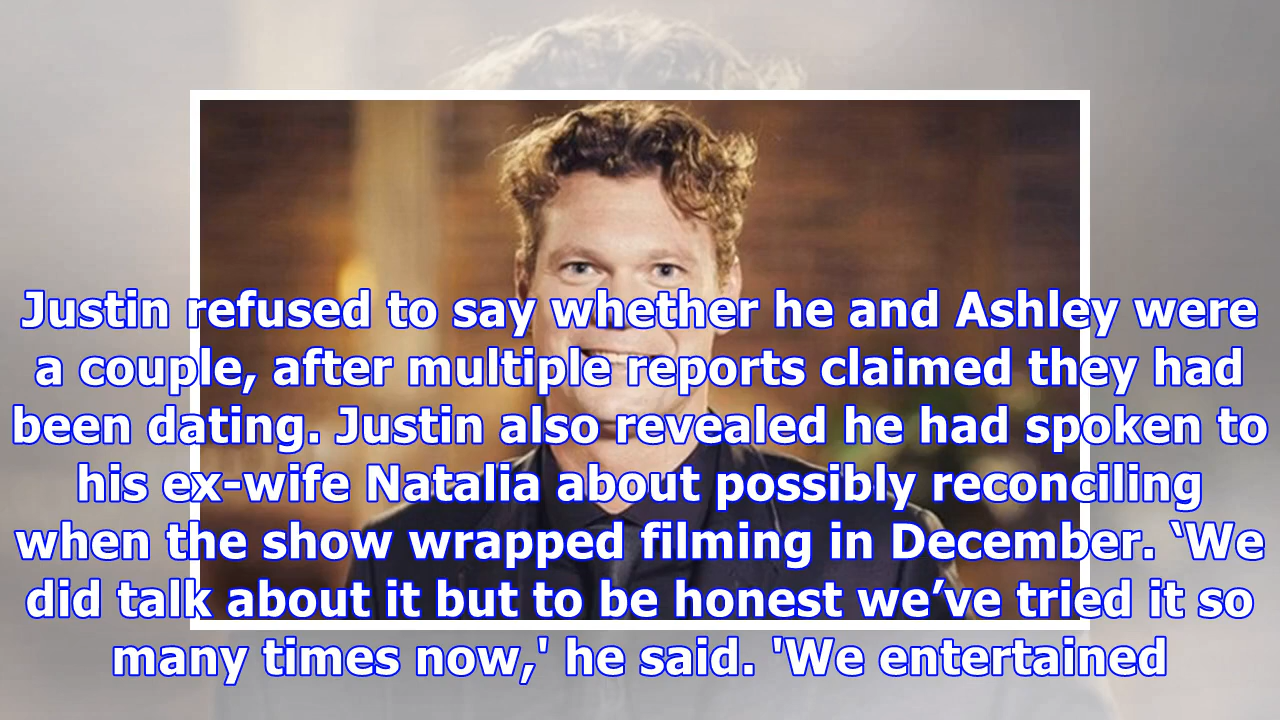 Justin refused to say whether he and Ashley were
a couple, after multiple reports claimed they had
been dating. Justin also revealed he had spoken to
his ex-wife Natalia about possibly reconciling
when the show wrapped filming in December. ‘We
did talk about it but to be honest we’ve tried it so
many times now,' he said. 'We entertained